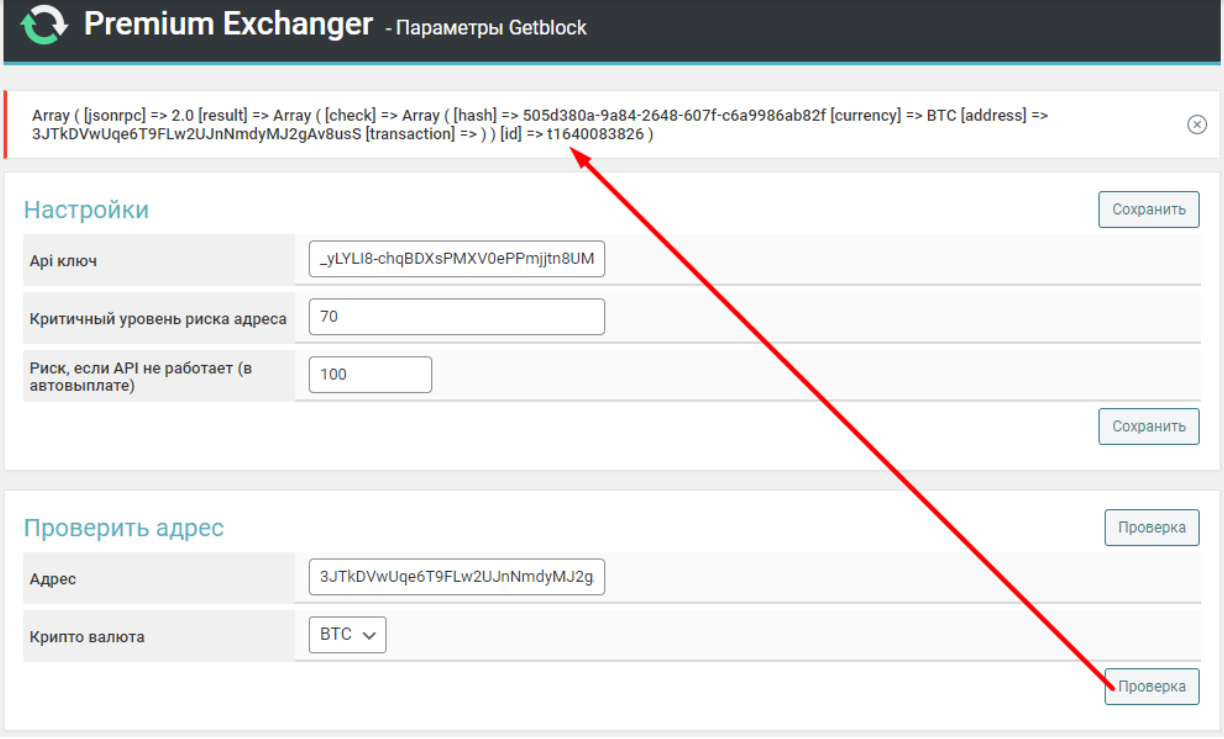 Premium Exchanger - Параметры Getblock
Array ( [jsonrpc] => 2.0 [result] => Array ( [check] => Array ( [hash] => 505d380a-9a84-2648-607f-c6a9986ab82f [currency] => BTC [address] =>
3JTkDVwUqe6T9FLw2UJnNmdyMJ2gAv8usS [transaction] => ) ) [id] => t1640083826 )
Настройки
Сохранить
Api ключ
_yLYLI8-chqBDXsPMXV0ePPmjjtn8UM
Критичный уровень риска адреса
70
Риск, если API не работает (в
автовыплате)
100
Сохранить
Проверить адрес
Проверка
Адрес
3JTkDVwUqe6T9FLw2UJnNmdyMJ2g
Крипто валюта
BTC
Проверка